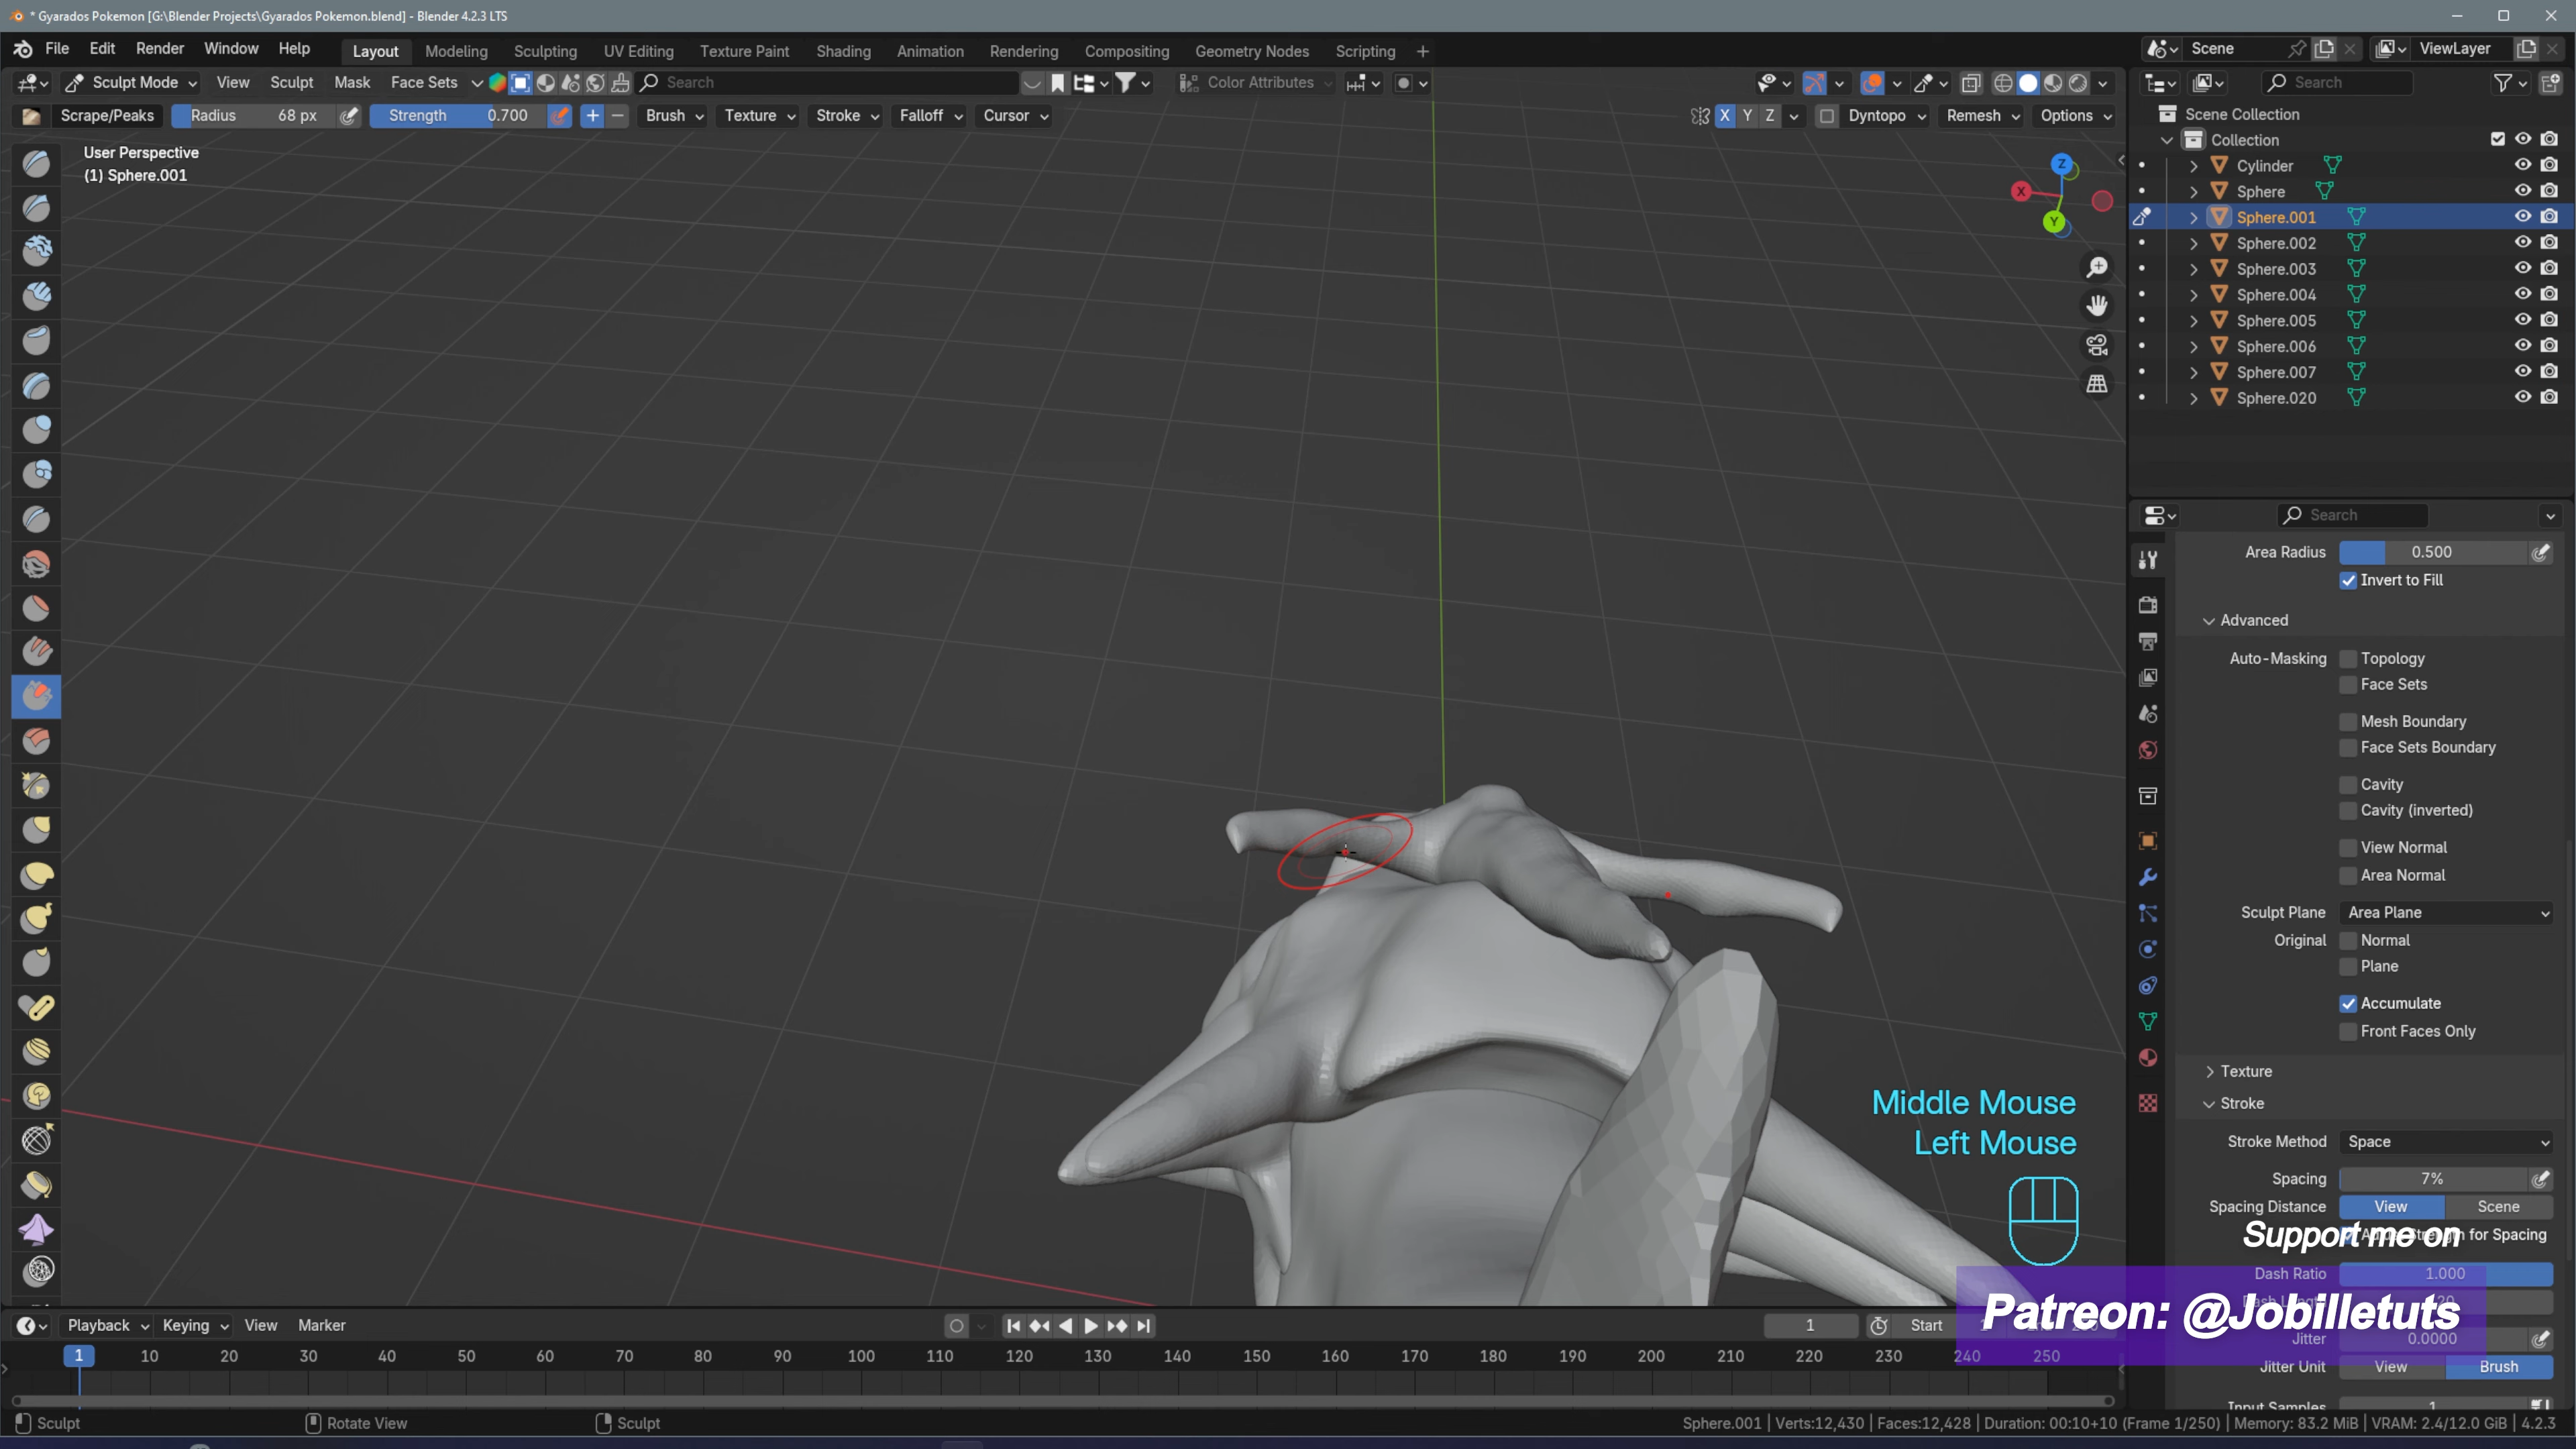 * Gyarados Pokemon [G:\Blender Projects\Gyarados Pokemon.blend] - Blender 4.2.3 LTS
File Edit Render Window Help Layout Modeling Sculpting UV Editing Texture Paint Shading Animation Rendering Compositing Geometry Nodes Scripting + Scene ViewLayer
Sculpt Mode View Sculpt Mask Face Sets Search Color Attributes Search
Scrape/Peaks Radius 68 px Strength 0.700 Brush Texture Stroke Falloff Cursor X Y Z Dyntopo Remesh Options
User Perspective
(1) Sphere.001
Z
X
Y
Scene Collection
Collection
Cylinder
Sphere
Sphere.001
Sphere.002
Sphere.003
Sphere.004
Sphere.005
Sphere.006
Sphere.007
Sphere.020
Search
Area Radius 0.500
Invert to Fill
Advanced
Auto-Masking Topology
Face Sets
Mesh Boundary
Face Sets Boundary
Cavity
Cavity (inverted)
View Normal
Area Normal
Sculpt Plane Area Plane
Original Normal
Plane
Accumulate
Front Faces Only
Texture
Stroke
Stroke Method Space
Spacing 7%
Spacing Distance View Scene
for Spacing
Dash Ratio 1.000
Jitter 0.0000
Jitter Unit View Brush
Input Samples 1
Middle Mouse
Left Mouse
Support me on
Patreon: @Jobilletuts
Playback Keying View Marker 1 Start
1 10 20 30 40 50 60 70 80 90 100 110 120 130 140 150 160 170 180 190 200 210 220 230 240 250
Sculpt Rotate View Sculpt Sphere.001 | Verts:12,430 | Faces:12,428 | Duration: 00:10+10 (Frame 1/250) | Memory: 83.2 MiB | VRAM: 2.4/12.0 GiB | 4.2.3